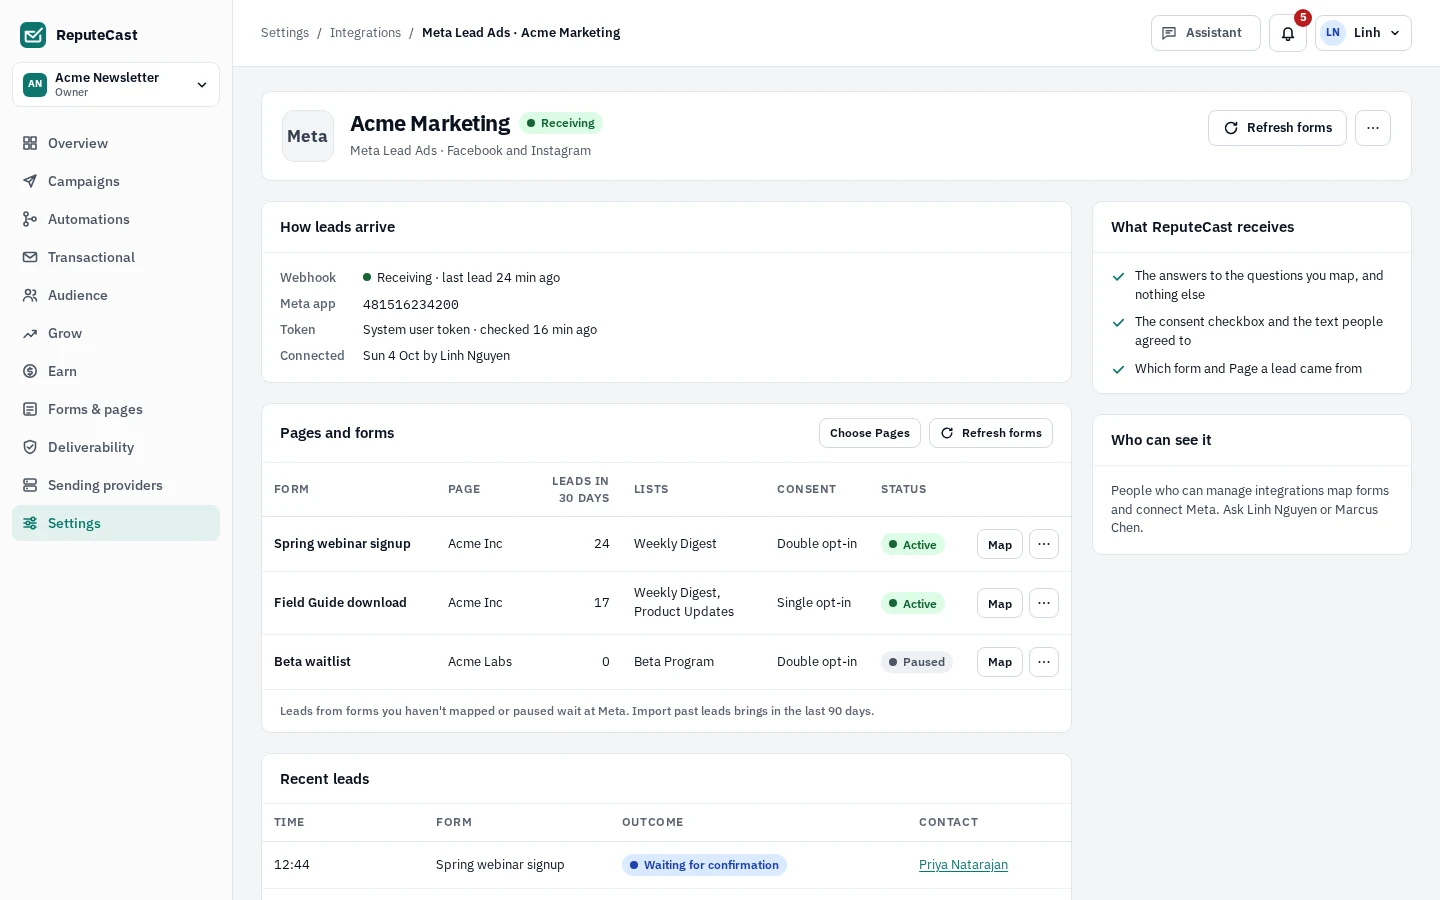 ReputeCast
AN
Acme Newsletter
Owner
Overview
Campaigns
Automations
Transactional
Audience
Grow
Earn
Forms & pages
Deliverability
Sending providers
Settings
Settings / Integrations / Meta Lead Ads · Acme Marketing
Assistant
5
LN
Linh
Meta
Acme Marketing
Receiving
Meta Lead Ads · Facebook and Instagram
Refresh forms
How leads arrive
Webhook Receiving · last lead 24 min ago
Meta app 481516234200
Token System user token · checked 16 min ago
Connected Sun 4 Oct by Linh Nguyen
Pages and forms
Choose Pages
Refresh forms
FORM PAGE LEADS IN 30 DAYS LISTS CONSENT STATUS
Spring webinar signup Acme Inc 24 Weekly Digest Double opt-in Active Map
Field Guide download Acme Inc 17 Weekly Digest, Product Updates Single opt-in Active Map
Beta waitlist Acme Labs 0 Beta Program Double opt-in Paused Map
Leads from forms you haven't mapped or paused wait at Meta. Import past leads brings in the last 90 days.
Recent leads
TIME FORM OUTCOME CONTACT
12:44 Spring webinar signup Waiting for confirmation Priya Natarajan
What ReputeCast receives
The answers to the questions you map, and
nothing else
The consent checkbox and the text people
agreed to
Which form and Page a lead came from
Who can see it
People who can manage integrations map forms
and connect Meta. Ask Linh Nguyen or Marcus
Chen.